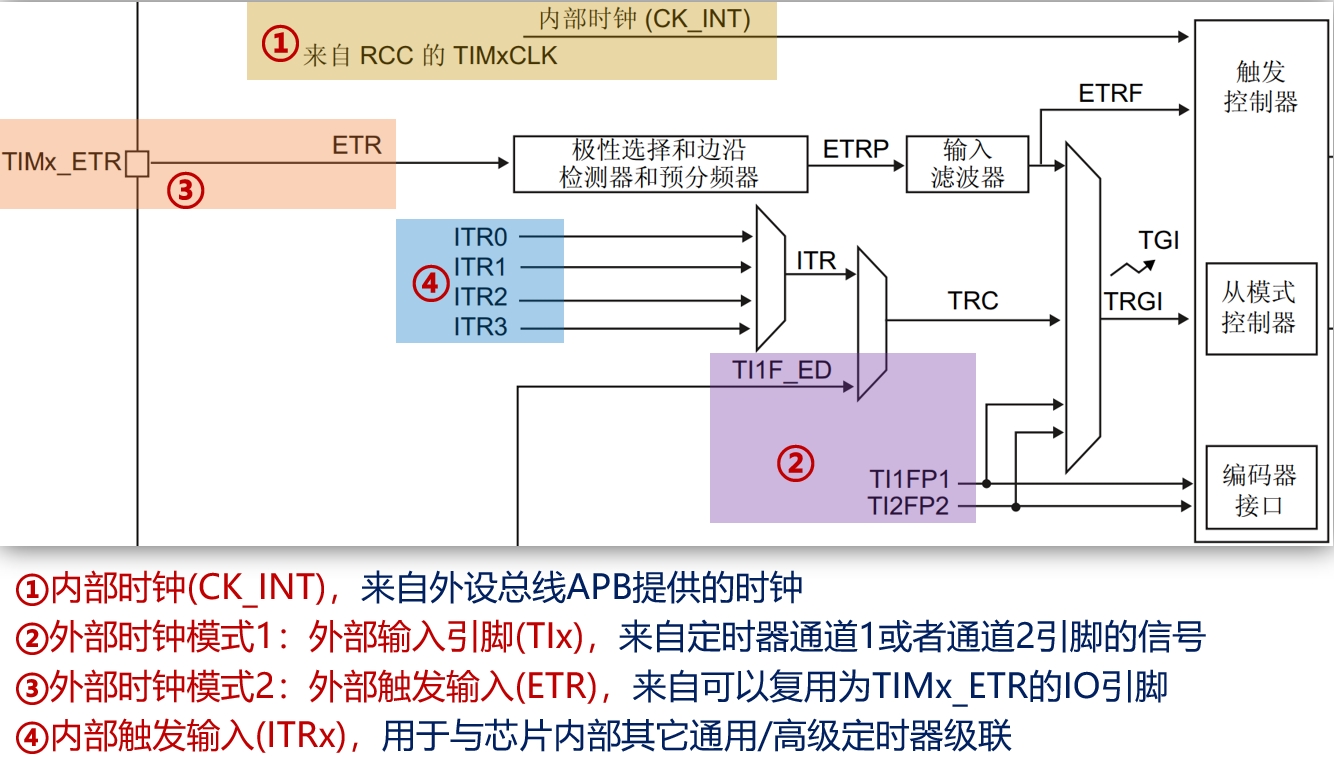 内部时钟 (CK_INT)
①
来自 RCC 的 TIMxCLK
触发
控制器
ETRF
TIMx_ETR
ETR
③
极性选择和边沿
检测器和预分频器
ETRP
输入
滤波器
ITR0
ITR1
ITR2
ITR3
④
ITR
TRC
TGI
TRGI
从模式
控制器
TI1F_ED
②
TI1FP1
TI2FP2
编码器
接口
①内部时钟(CK_INT)，来自外设总线APB提供的时钟
②外部时钟模式1：外部输入引脚(TIx)，来自定时器通道1或者通道2引脚的信号
③外部时钟模式2：外部触发输入(ETR)，来自可以复用为TIMx_ETR的IO引脚
④内部触发输入(ITRx)，用于与芯片内部其它通用/高级定时器级联